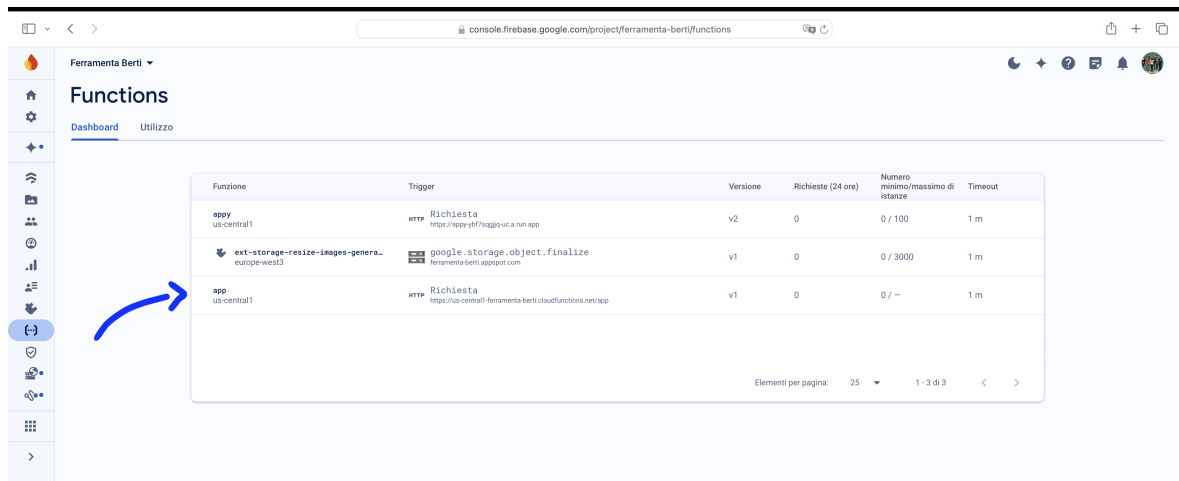 console.firebase.google.com/project/ferramenta-berti/functions
Ferramenta Berti
Functions
Dashboard Utilizzo
Funzione Trigger Versione Richieste (24 ore) Numero minimo/massimo di istanze Timeout
appy HTTP Richiesta v2 0 0 / 100 1 m
us-central1 https://appy-ybf7sqgjjq-uc.a.run.app
ext-storage-resize-images-genera… google.storage.object.finalize v1 0 0 / 3000 1 m
europe-west3 ferramenta-berti.appspot.com
app HTTP Richiesta v1 0 0 / — 1 m
us-central1 https://us-central1-ferramenta-berti.cloudfunctions.net/app
Elementi per pagina: 25 1 - 3 di 3